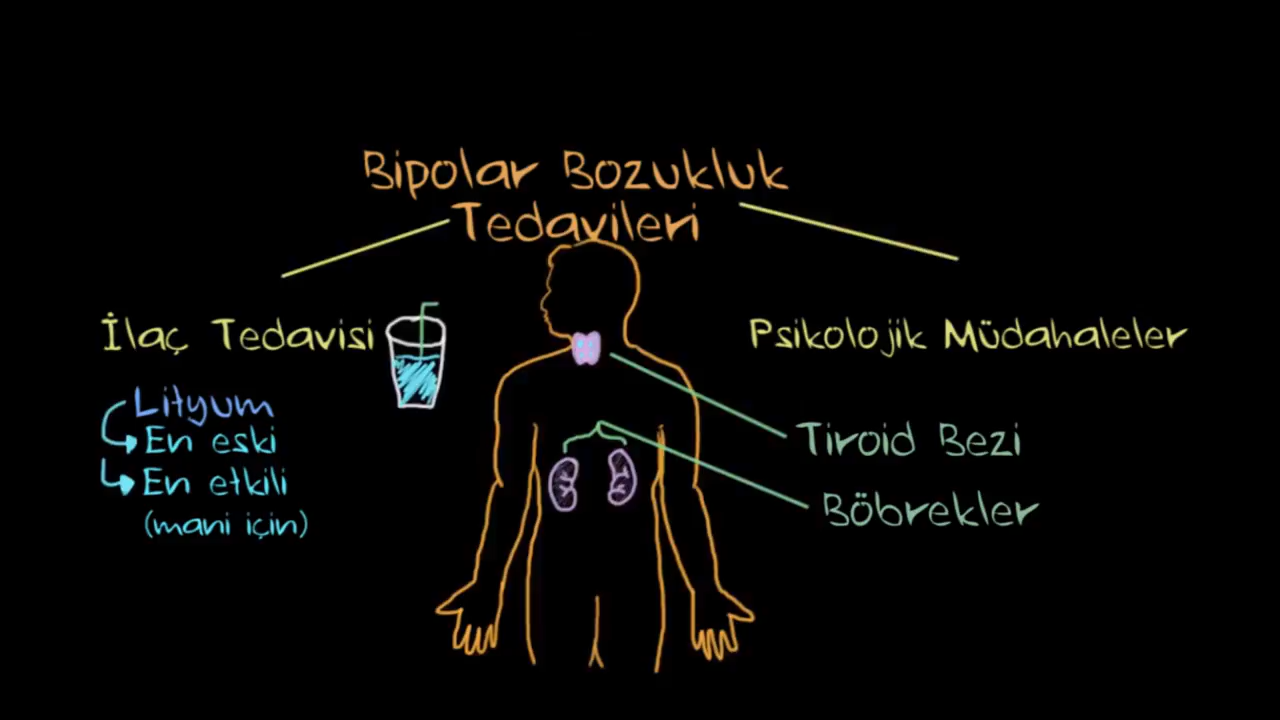 Bipolar Bozukluk
Tedavileri
İlaç Tedavisi
Psikolojik Müdahaleler
Lityum
En eski
En etkili
(mani için)
Tiroid Bezi
Böbrekler